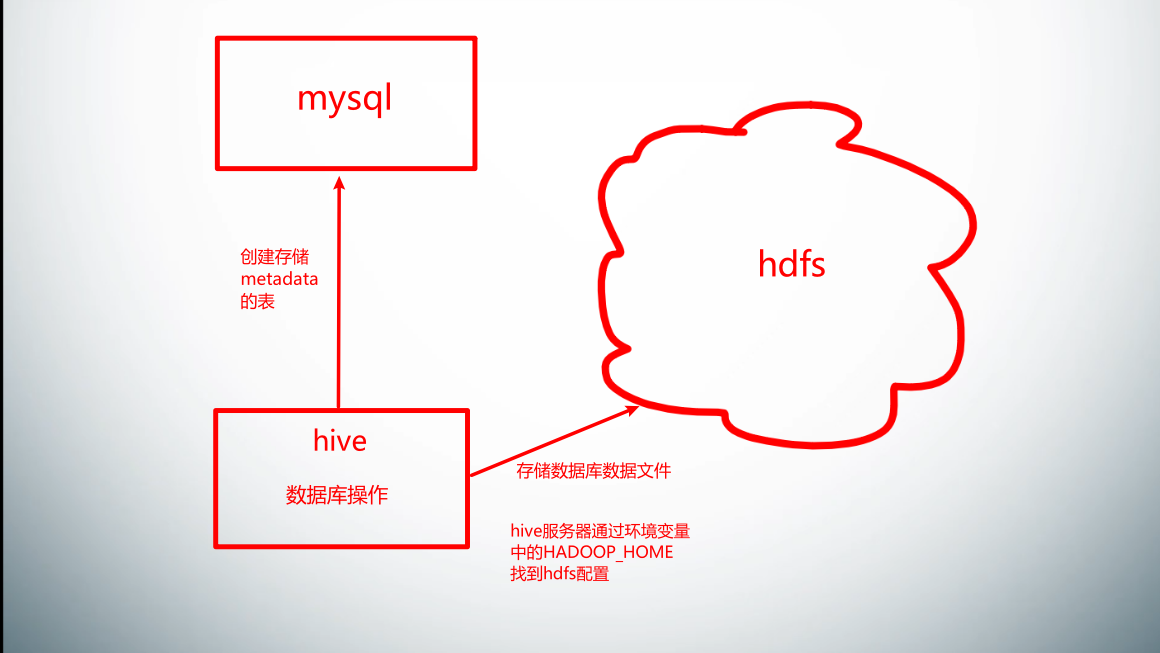 mysql
创建存储
metadata
的表
hdfs
hive
数据库操作
存储数据库数据文件
hive服务器通过环境变量
中的HADOOP_HOME
找到hdfs配置